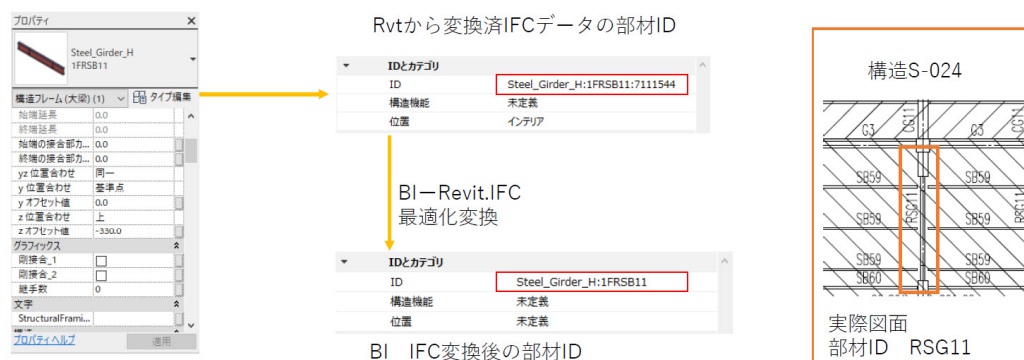 プロパティ
Steel_Girder_H
1FRSB11
構造フレーム (大梁) (1)
タイプ編集
始端延長 0.0
終端延長 0.0
始端の接合部カ... 0.0
終端の接合部カ... 0.0
yz 位置合わせ 同一
y 位置合わせ 基準点
y オフセット値 0.0
z 位置合わせ 上
z オフセット値 -330.0
グラフィックス
剛接合_1
剛接合_2
継手数 0
文字
StructuralFrami...
プロパティヘルプ
適用
Rvtから変換済IFCデータの部材ID
IDとカテゴリ
ID Steel_Girder_H:1FRSB11:7111544
構造機能 未定義
位置 インテリア
BIーRevit.IFC
最適化変換
IDとカテゴリ
ID Steel_Girder_H:1FRSB11
構造機能 未定義
位置 未定義
BI IFC変換後の部材ID
構造S-024
G3 CG11 G3 CG11
SB59 SB59
SB59 RSG11 SB59 RSG11
SB59 SB59
SB60 SB60
実際図面
部材ID RSG11